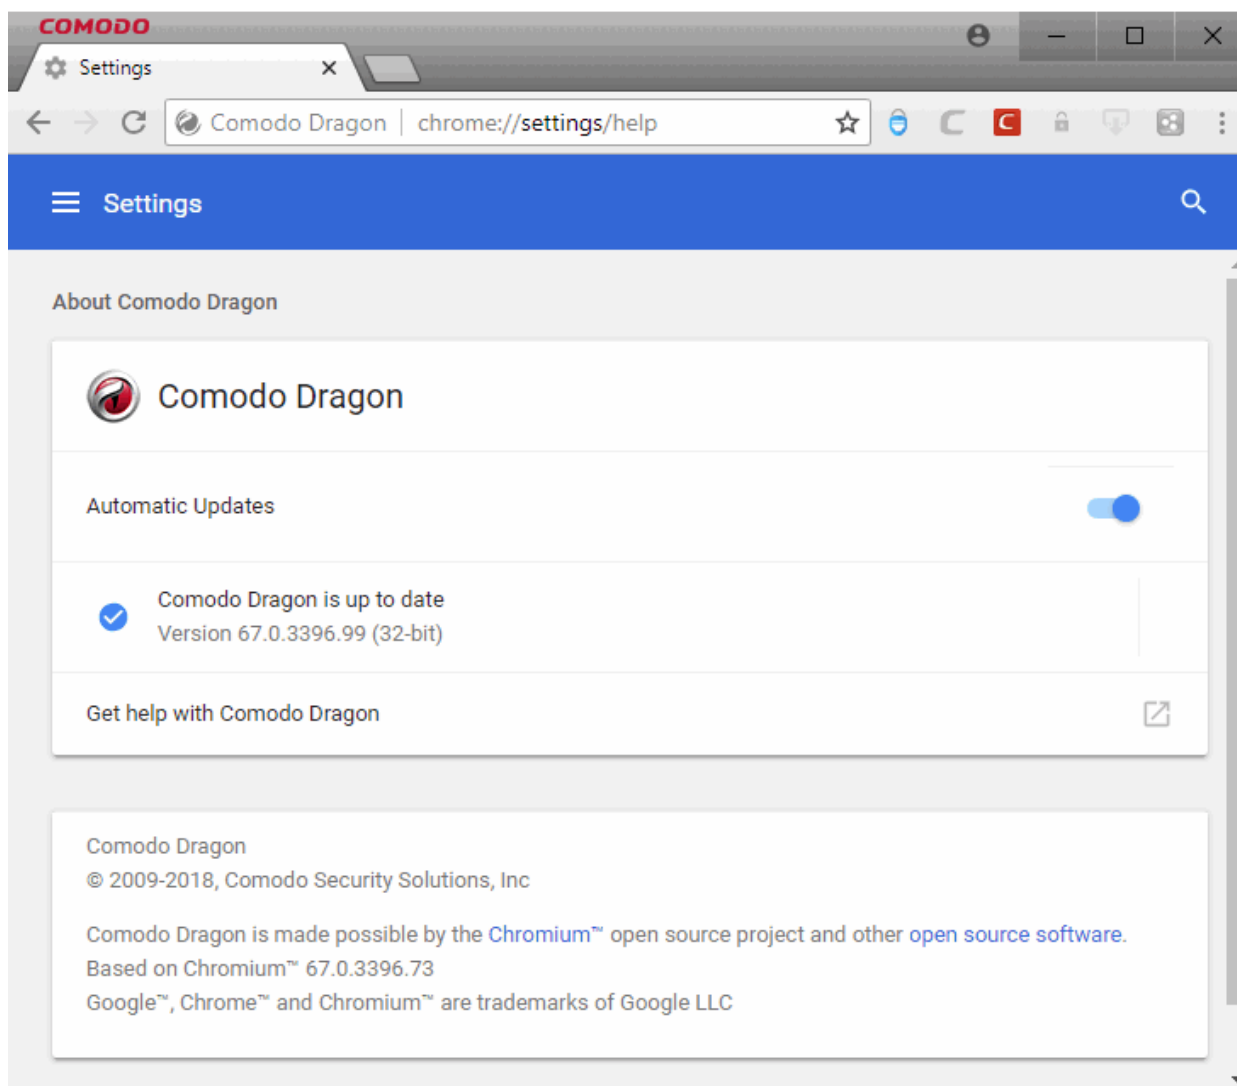 COMODO
Settings
Comodo Dragon | chrome://settings/help
Settings
About Comodo Dragon
Comodo Dragon
Automatic Updates
Comodo Dragon is up to date
Version 67.0.3396.99 (32-bit)
Get help with Comodo Dragon
Comodo Dragon
© 2009-2018, Comodo Security Solutions, Inc
Comodo Dragon is made possible by the Chromium™ open source project and other open source software.
Based on Chromium™ 67.0.3396.73
Google™, Chrome™ and Chromium™ are trademarks of Google LLC